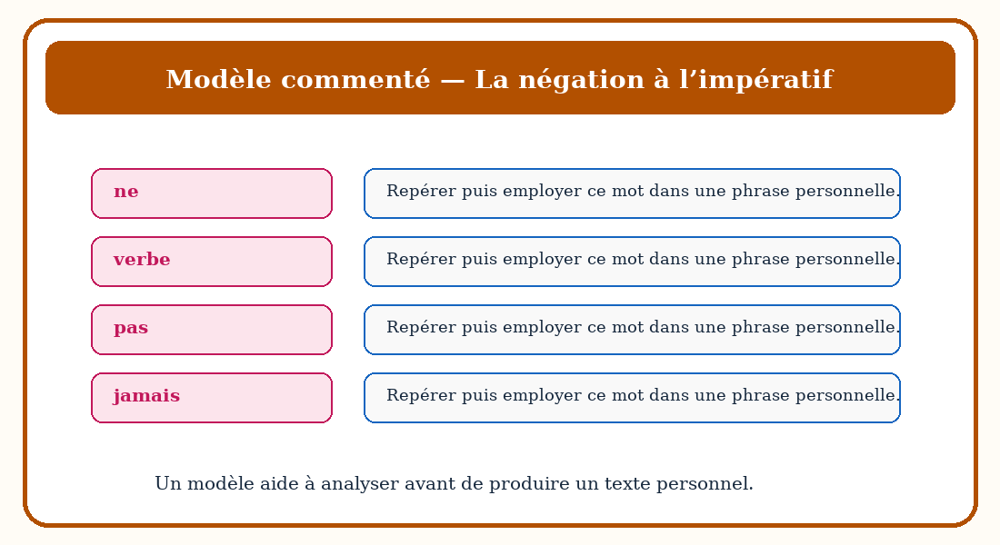 Modèle commenté — La négation à l’impératif
ne
Repérer puis employer ce mot dans une phrase personnelle.
verbe
Repérer puis employer ce mot dans une phrase personnelle.
pas
Repérer puis employer ce mot dans une phrase personnelle.
jamais
Repérer puis employer ce mot dans une phrase personnelle.
Un modèle aide à analyser avant de produire un texte personnel.